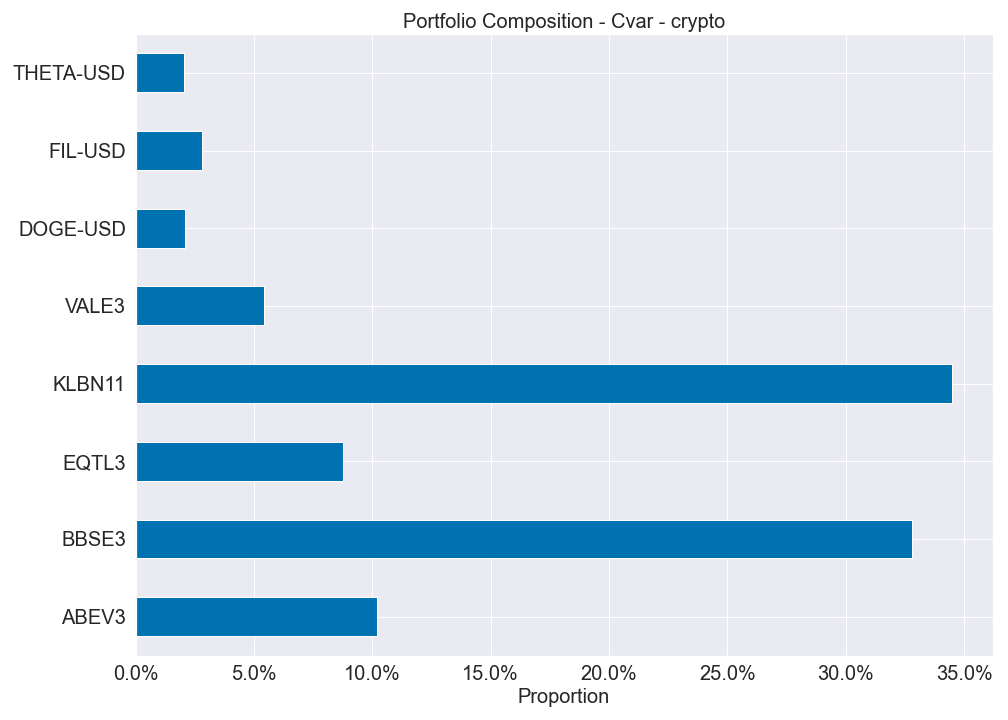 Portfolio Composition - Cvar - crypto
THETA-USD
FIL-USD
DOGE-USD
VALE3
KLBN11
EQTL3
BBSE3
ABEV3
0.0% 5.0% 10.0% 15.0% 20.0% 25.0% 30.0% 35.0%
Proportion